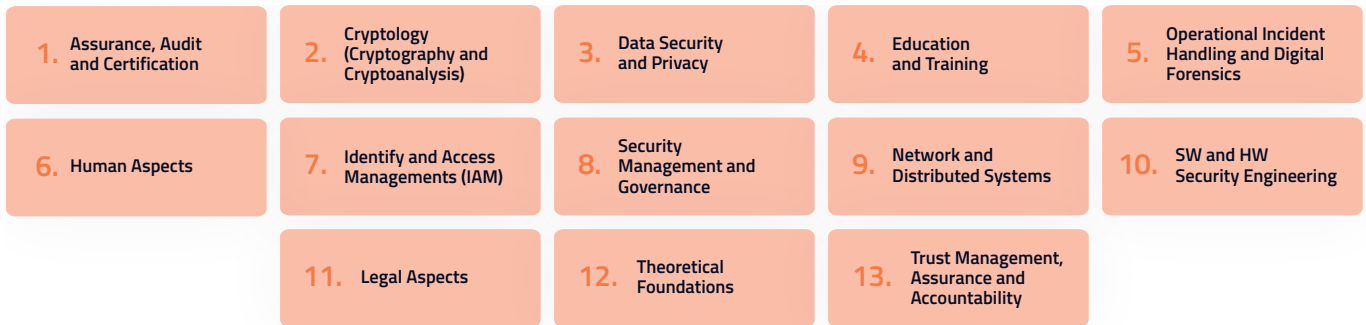 1. Assurance, Audit
and Certification
2. Cryptology
(Cryptography and
Cryptoanalysis)
3. Data Security
and Privacy
4. Education
and Training
5. Operational Incident
Handling and Digital
Forensics
6. Human Aspects
7. Identify and Access
Managements (IAM)
8. Security
Management and
Governance
9. Network and
Distributed Systems
10. SW and HW
Security Engineering
11. Legal Aspects
12. Theoretical
Foundations
13. Trust Management,
Assurance and
Accountability